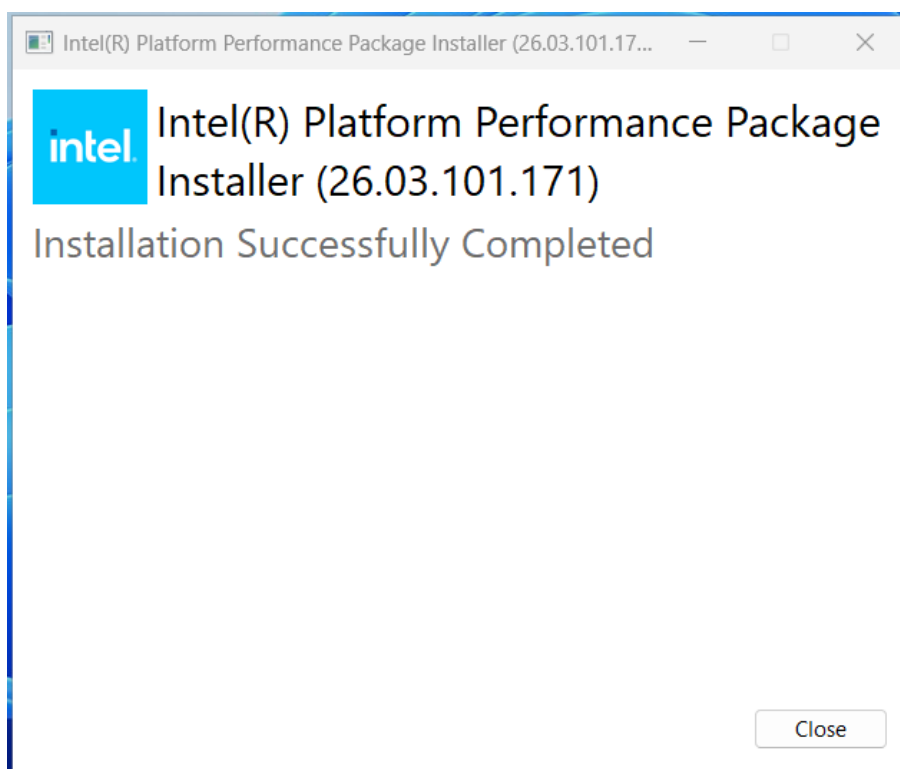 Intel(R) Platform Performance Package Installer (26.03.101.17...
intel.
Intel(R) Platform Performance Package
Installer (26.03.101.171)
Installation Successfully Completed
Close